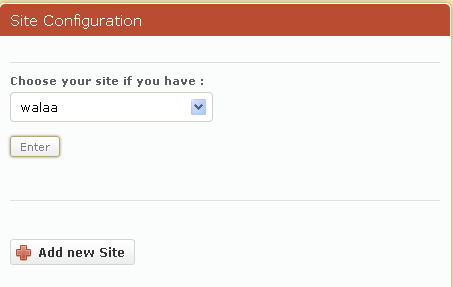 Site Configuration
Choose your site if you have :
walaa
Enter
Add new Site